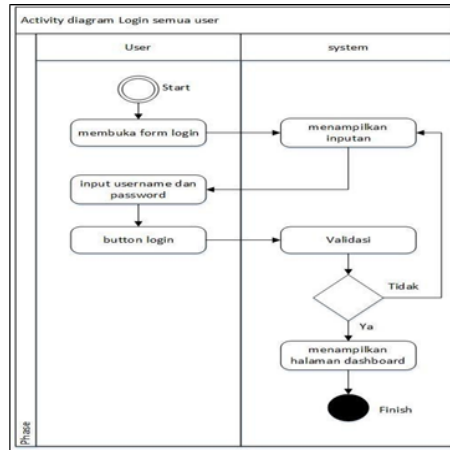 Activity diagram Login semua user
User
system
Start
membuka form login
menampilkan
inputan
input username dan
password
button login
Validasi
Tidak
Ya
menampilkan
halaman dashboard
Finish
Phase